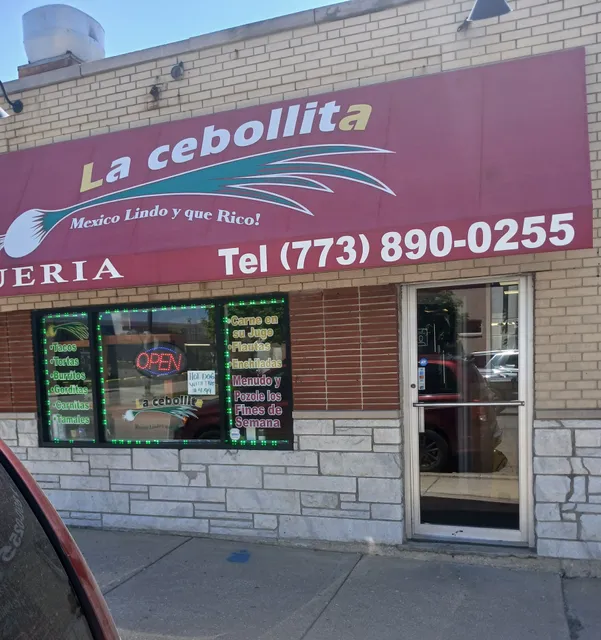 La cebollita
Mexico Lindo y que Rico!
UERIA
Tel (773) 890-0255
•Tacos
•Tortas
•Burritos
•Gorditas
•Carnitas
•Tamales
OPEN
La cebollita
•Carne en
su Jugo
•Flautas
•Enchiladas
Menudo y
Pozole los
Fines de
Semana